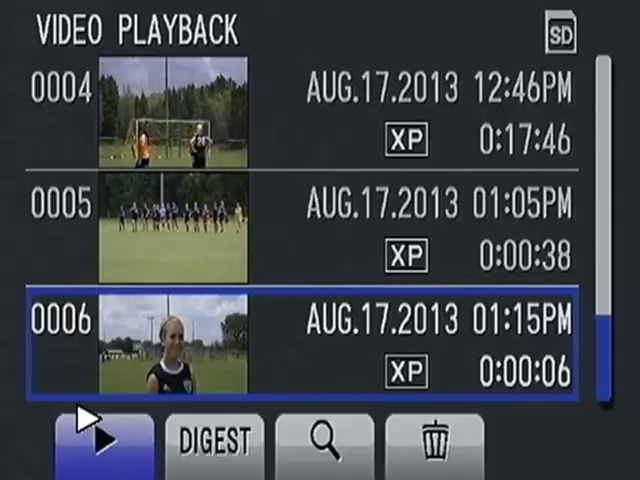 VIDEO PLAYBACK SD
0004 AUG.17.2013 12:46PM
XP 0:17:46
0005 AUG.17.2013 01:05PM
XP 0:00:38
0006 AUG.17.2013 01:15PM
XP 0:00:06
DIGEST